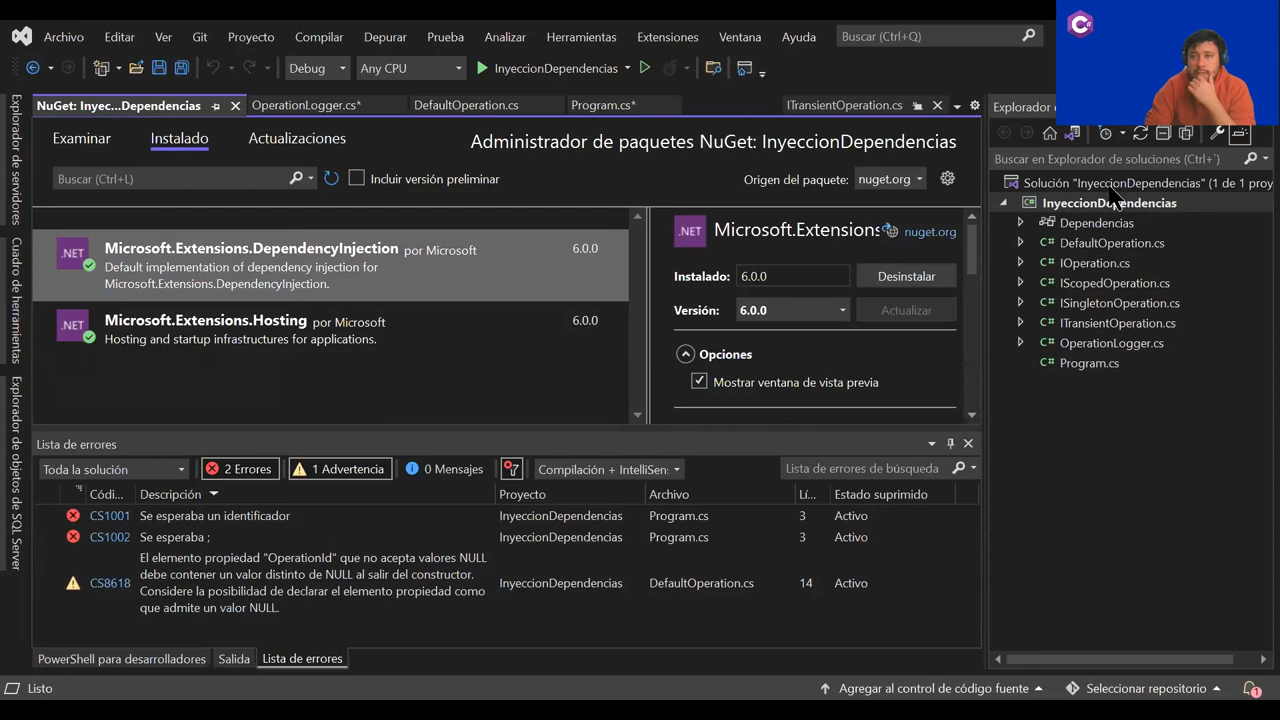 Archivo Editar Ver Git Proyecto Compilar Depurar Prueba Analizar Herramientas Extensiones Ventana Ayuda Buscar (Ctrl+Q)
Debug Any CPU InyeccionDependencias
NuGet: Inyec...Dependencias OperationLogger.cs* DefaultOperation.cs Program.cs* ITransientOperation.cs
Examinar Instalado Actualizaciones Administrador de paquetes NuGet: InyeccionDependencias
Buscar (Ctrl+L) Incluir versión preliminar Origen del paquete: nuget.org
.NET Microsoft.Extensions.DependencyInjection por Microsoft 6.0.0
Default implementation of dependency injection for
Microsoft.Extensions.DependencyInjection.
.NET Microsoft.Extensions.Hosting por Microsoft 6.0.0
Hosting and startup infrastructures for applications.
.NET Microsoft.Extensions nuget.org
Instalado: 6.0.0 Desinstalar
Versión: 6.0.0 Actualizar
Opciones
Mostrar ventana de vista previa
Lista de errores
Toda la solución 2 Errores 1 Advertencia 0 Mensajes Compilación + IntelliSen: Lista de errores de búsqueda
Códi... Descripción Proyecto Archivo Lí... Estado suprimido
CS1001 Se esperaba un identificador InyeccionDependencias Program.cs 3 Activo
CS1002 Se esperaba ; InyeccionDependencias Program.cs 3 Activo
El elemento propiedad "OperationId" que no acepta valores NULL
debe contener un valor distinto de NULL al salir del constructor.
CS8618 InyeccionDependencias DefaultOperation.cs 14 Activo
Considere la posibilidad de declarar el elemento propiedad como
que admite un valor NULL.
PowerShell para desarrolladores Salida Lista de errores
Listo Agregar al control de código fuente Seleccionar repositorio 1
Explorador de servidores
Cuadro de herramientas
Explorador de objetos de SQL Server
C#
Explorador
Buscar en Explorador de soluciones (Ctrl+`)
Solución "InyeccionDependencias" (1 de 1 proy
C# InyeccionDependencias
Dependencias
C# DefaultOperation.cs
C# IOperation.cs
C# IScopedOperation.cs
C# ISingletonOperation.cs
C# ITransientOperation.cs
C# OperationLogger.cs
C# Program.cs